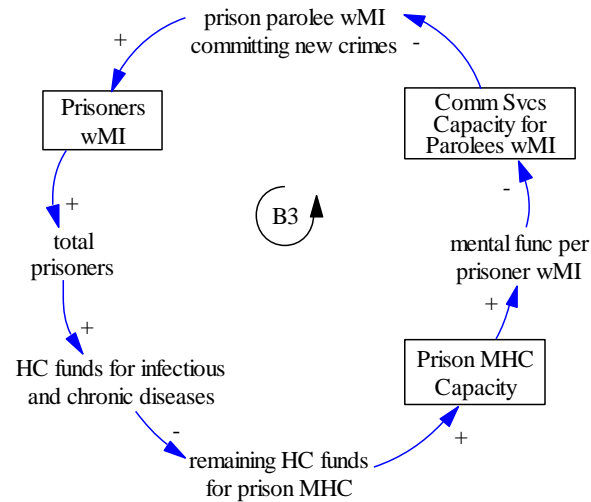 prison parolee wMI
committing new crimes
+
-
Prisoners
wMI
Comm Svcs
Capacity for
Parolees wMI
+
-
B3
total
prisoners
mental func per
prisoner wMI
+
+
HC funds for infectious
and chronic diseases
Prison MHC
Capacity
-
+
remaining HC funds
for prison MHC